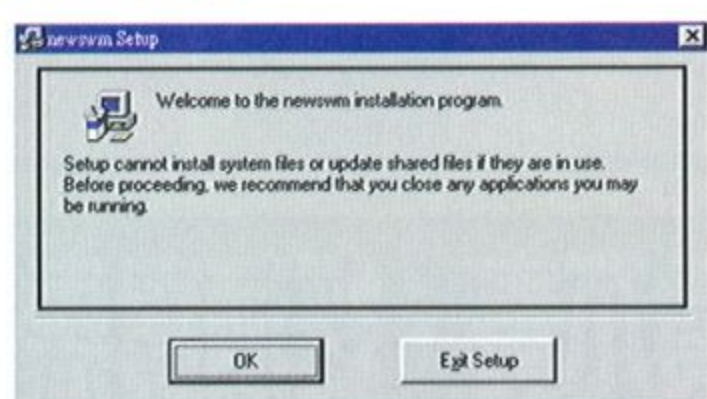 newswm Setup
Welcome to the newswm installation program.
Setup cannot install system files or update shared files if they are in use.
Before proceeding, we recommend that you close any applications you may
be running.
OK
Exit Setup